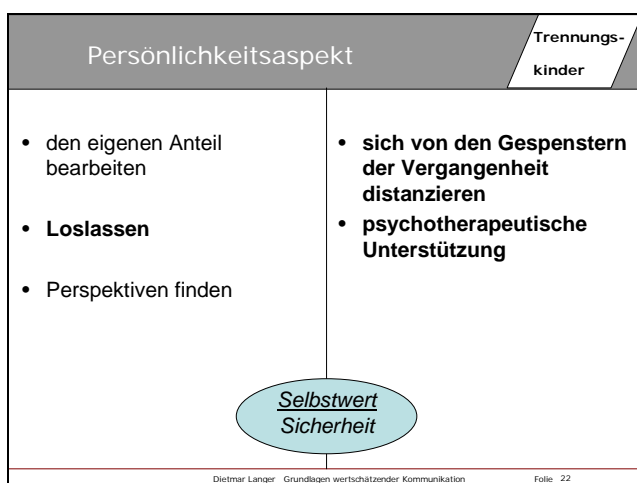 Persönlichkeitsaspekt
Trennungs-
kinder
• den eigenen Anteil
bearbeiten
• Loslassen
• Perspektiven finden
• sich von den Gespenstern
der Vergangenheit
distanzieren
• psychotherapeutische
Unterstützung
Selbstwert
Sicherheit
Dietmar Langer Grundlagen wertschätzender Kommunikation Folie 22